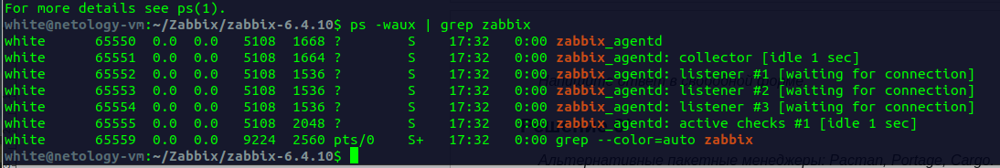 For more details see ps(1).
white@netology-vm:~/Zabbix/zabbix-6.4.10$ ps -waux | grep zabbix
white 65550 0.0 0.0 5108 1668 ? S 17:32 0:00 zabbix_agentd
white 65551 0.0 0.0 5108 1664 ? S 17:32 0:00 zabbix_agentd: collector [idle 1 sec]
white 65552 0.0 0.0 5108 1536 ? S 17:32 0:00 zabbix_agentd: listener #1 [waiting for connection]
white 65553 0.0 0.0 5108 1536 ? S 17:32 0:00 zabbix_agentd: listener #2 [waiting for connection]
white 65554 0.0 0.0 5108 1536 ? S 17:32 0:00 zabbix_agentd: listener #3 [waiting for connection]
white 65555 0.0 0.0 5108 2048 ? S 17:32 0:00 zabbix_agentd: active checks #1 [idle 1 sec]
white 65559 0.0 0.0 9224 2560 pts/0 S+ 17:32 0:00 grep --color=auto zabbix
white@netology-vm:~/Zabbix/zabbix-6.4.10$
Альтернативные пакетные менеджеры: Pacman, Portage, Cargo.